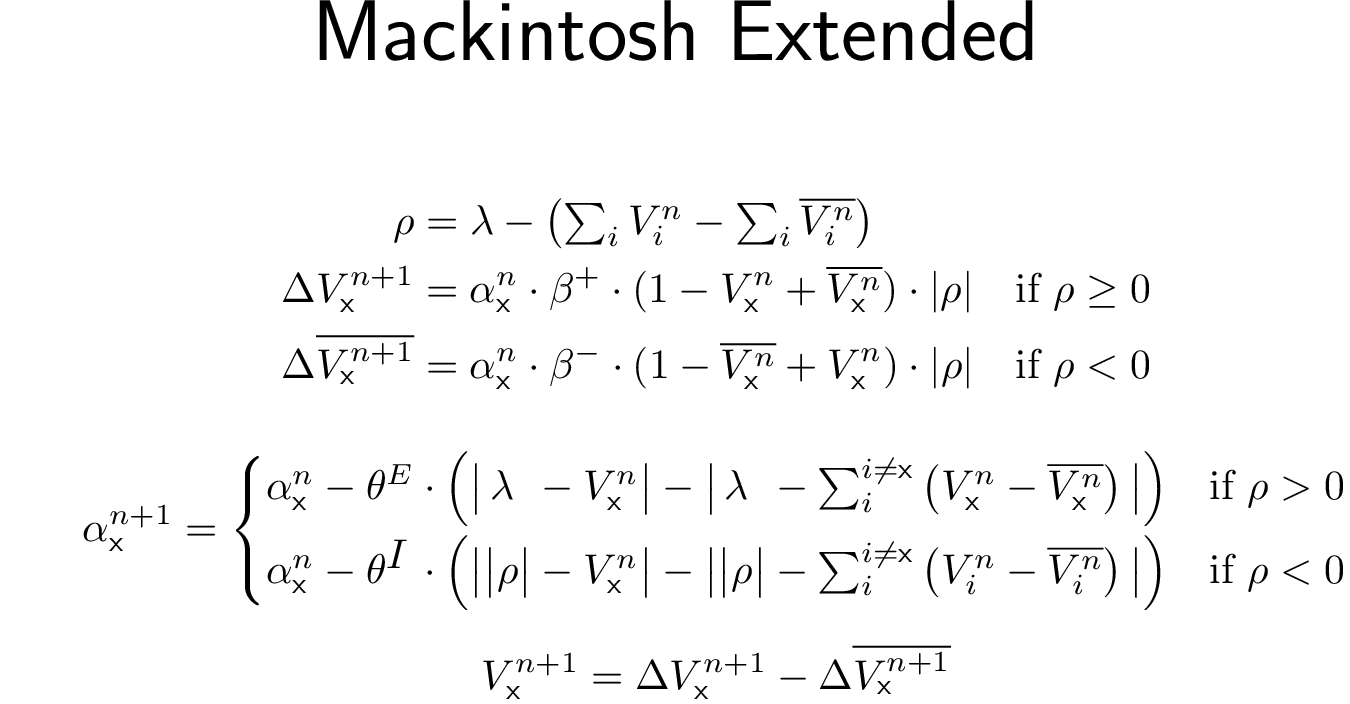 Mackintosh Extended
ρ = λ − (∑_i V_i^n − ∑_i \overline{V_i^n})
ΔV_x^{n+1} = α_x^n · β^+ · (1 − V_x^n + \overline{V_x^n}) · |ρ| if ρ ≥ 0
Δ\overline{V_x^{n+1}} = α_x^n · β^− · (1 − \overline{V_x^n} + V_x^n) · |ρ| if ρ < 0
α_x^{n+1} = { α_x^n − θ^E · (| λ − V_x^n| − | λ − ∑_i^{i≠x} (V_x^n − \overline{V_x^n}) |) if ρ > 0
α_x^n − θ^I · (||ρ| − V_x^n| − ||ρ| − ∑_i^{i≠x} (V_i^n − \overline{V_i^n}) |) if ρ < 0
V_x^{n+1} = ΔV_x^{n+1} − Δ\overline{V_x^{n+1}}